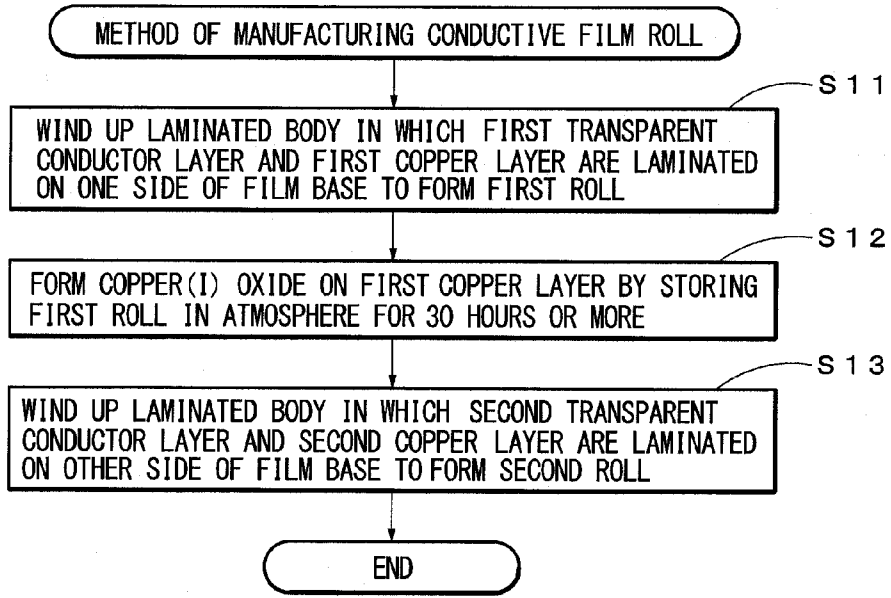 METHOD OF MANUFACTURING CONDUCTIVE FILM ROLL
S11
WIND UP LAMINATED BODY IN WHICH FIRST TRANSPARENT
CONDUCTOR LAYER AND FIRST COPPER LAYER ARE LAMINATED
ON ONE SIDE OF FILM BASE TO FORM FIRST ROLL
S12
FORM COPPER(I) OXIDE ON FIRST COPPER LAYER BY STORING
FIRST ROLL IN ATMOSPHERE FOR 30 HOURS OR MORE
S13
WIND UP LAMINATED BODY IN WHICH SECOND TRANSPARENT
CONDUCTOR LAYER AND SECOND COPPER LAYER ARE LAMINATED
ON OTHER SIDE OF FILM BASE TO FORM SECOND ROLL
END